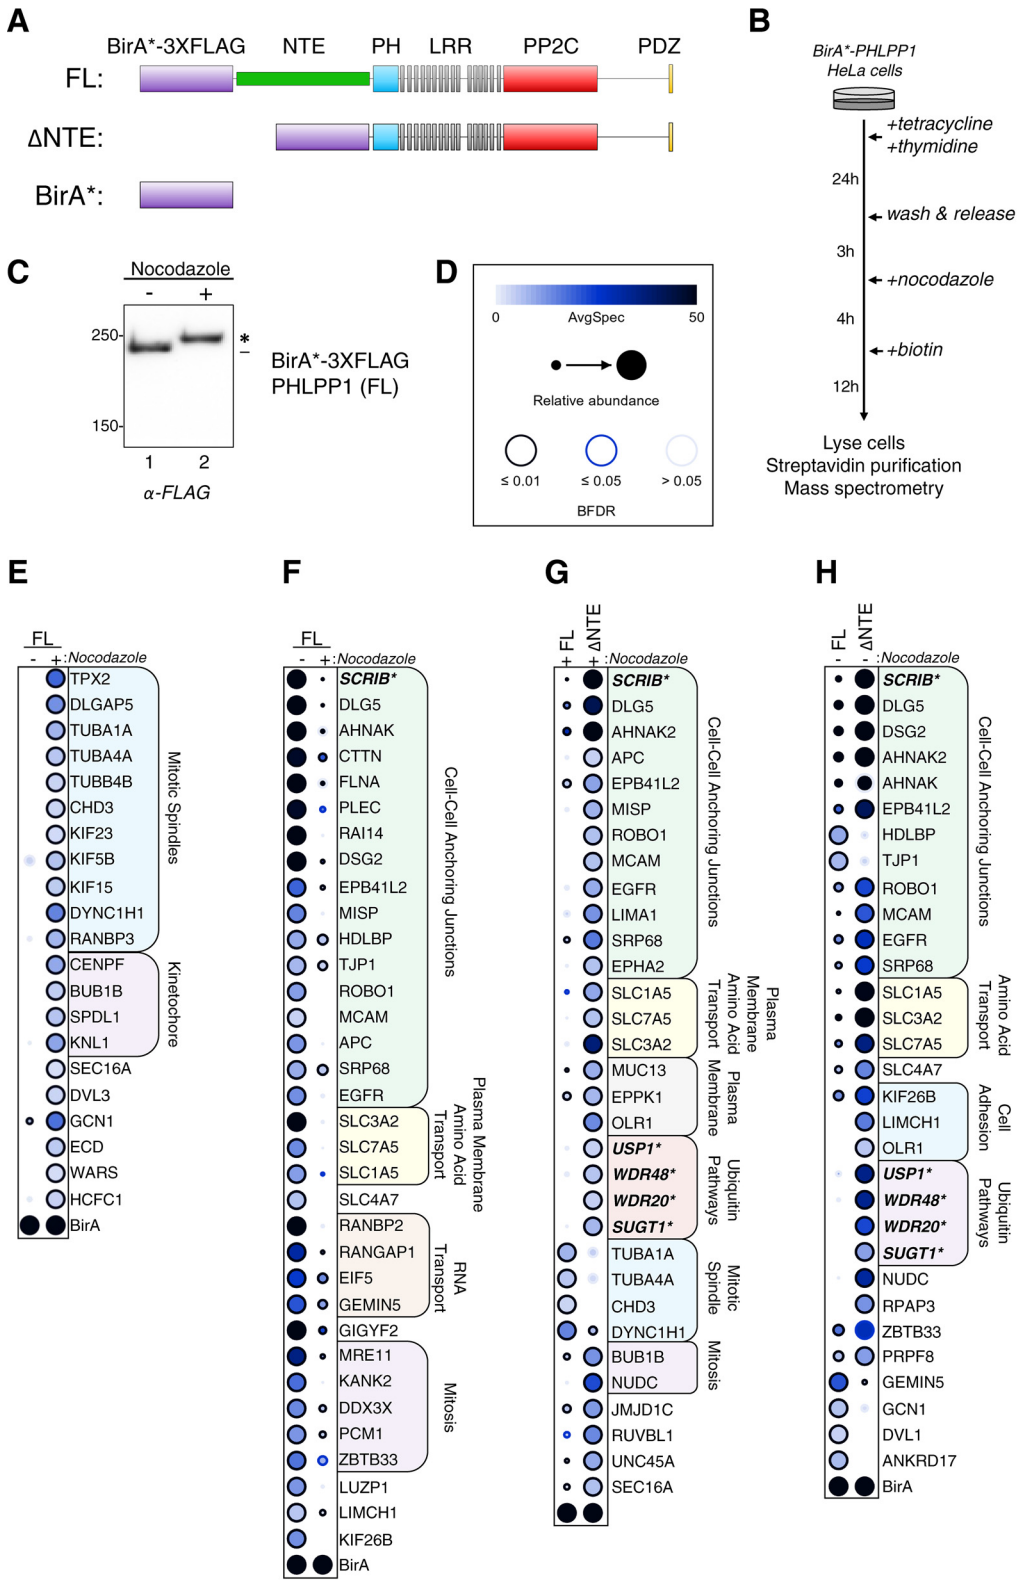 A
BirA*-3XFLAG NTE PH LRR PP2C PDZ
FL:
ΔNTE:
BirA*:
B
BirA*-PHLPP1
HeLa cells
+tetracycline
+thymidine
24h
wash & release
3h
+nocodazole
4h
+biotin
12h
Lyse cells
Streptavidin purification
Mass spectrometry
C
Nocodazole
- +
250-
*
–
150-
BirA*-3XFLAG
PHLPP1 (FL)
1 2
α-FLAG
D
0 AvgSpec 50
Relative abundance
≤ 0.01 ≤ 0.05 > 0.05
BFDR
E
FL
- + :Nocodazole
TPX2
DLGAP5
TUBA1A
TUBA4A
TUBB4B
CHD3
KIF23
KIF5B
KIF15
DYNC1H1
RANBP3
Mitotic Spindles
CENPF
BUB1B
SPDL1
KNL1
Kinetochore
SEC16A
DVL3
GCN1
ECD
WARS
HCFC1
BirA
F
FL
- + :Nocodazole
SCRIB*
DLG5
AHNAK
CTTN
FLNA
PLEC
RAI14
DSG2
EPB41L2
MISP
HDLBP
TJP1
ROBO1
MCAM
APC
SRP68
EGFR
Cell-Cell Anchoring Junctions
SLC3A2
SLC7A5
SLC1A5
Plasma Membrane
Amino Acid
Transport
SLC4A7
RANBP2
RANGAP1
EIF5
GEMIN5
RNA
Transport
GIGYF2
MRE11
KANK2
DDX3X
PCM1
ZBTB33
Mitosis
LUZP1
LIMCH1
KIF26B
BirA
G
+ FL
+ ΔNTE
:Nocodazole
SCRIB*
DLG5
AHNAK2
APC
EPB41L2
MISP
ROBO1
MCAM
EGFR
LIMA1
SRP68
EPHA2
Cell-Cell Anchoring Junctions
SLC1A5
SLC7A5
SLC3A2
Plasma
Membrane
Amino Acid
Transport
MUC13
EPPK1
OLR1
Plasma
Membrane
USP1*
WDR48*
WDR20*
SUGT1*
Ubiquitin
Pathways
TUBA1A
TUBA4A
CHD3
DYNC1H1
Mitotic
Spindle
BUB1B
NUDC
Mitosis
JMJD1C
RUVBL1
UNC45A
SEC16A
H
- FL
- ΔNTE
:Nocodazole
SCRIB*
DLG5
DSG2
AHNAK2
AHNAK
EPB41L2
HDLBP
TJP1
ROBO1
MCAM
EGFR
SRP68
Cell-Cell Anchoring Junctions
SLC1A5
SLC3A2
SLC7A5
Amino Acid
Transport
SLC4A7
KIF26B
LIMCH1
OLR1
Cell
Adhesion
USP1*
WDR48*
WDR20*
SUGT1*
Ubiquitin
Pathways
NUDC
RPAP3
ZBTB33
PRPF8
GEMIN5
GCN1
DVL1
ANKRD17
BirA